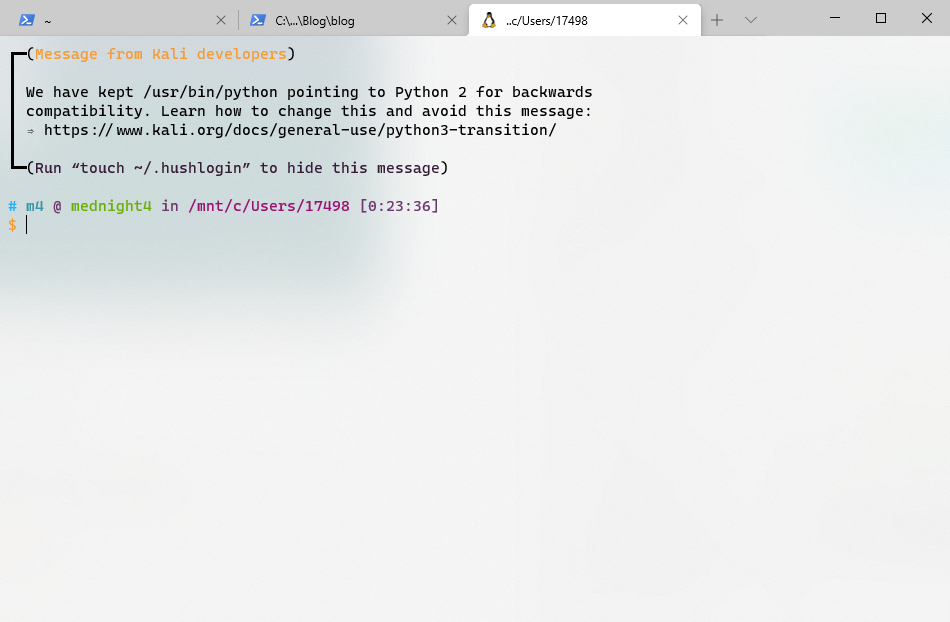 ~
C:\...\Blog\blog
..c/Users/17498
(Message from Kali developers)
We have kept /usr/bin/python pointing to Python 2 for backwards
compatibility. Learn how to change this and avoid this message:
⇒ https://www.kali.org/docs/general-use/python3-transition/
(Run “touch ~/.hushlogin” to hide this message)
# m4 @ mednight4 in /mnt/c/Users/17498 [0:23:36]
$